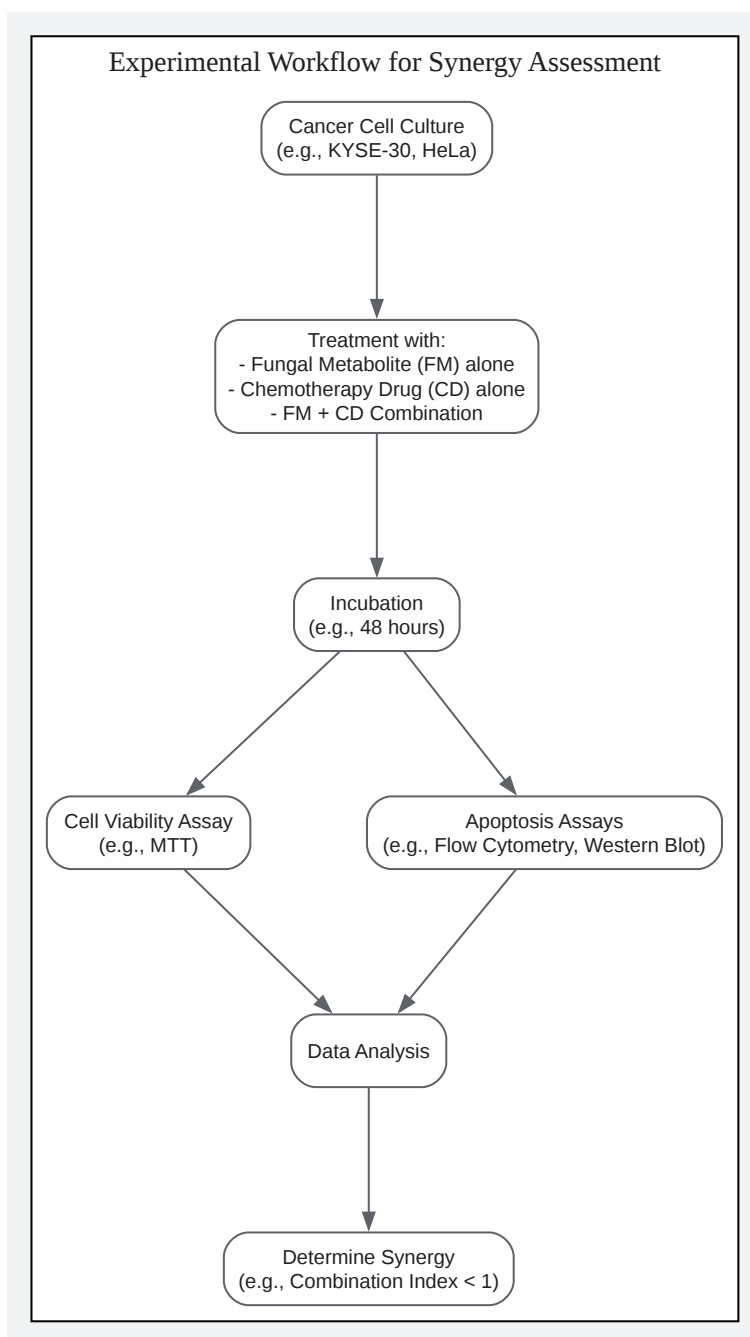 Experimental Workflow for Synergy Assessment
Cancer Cell Culture
(e.g., KYSE-30, HeLa)
Treatment with:
- Fungal Metabolite (FM) alone
- Chemotherapy Drug (CD) alone
- FM + CD Combination
Incubation
(e.g., 48 hours)
Cell Viability Assay
(e.g., MTT)
Apoptosis Assays
(e.g., Flow Cytometry, Western Blot)
Data Analysis
Determine Synergy
(e.g., Combination Index < 1)